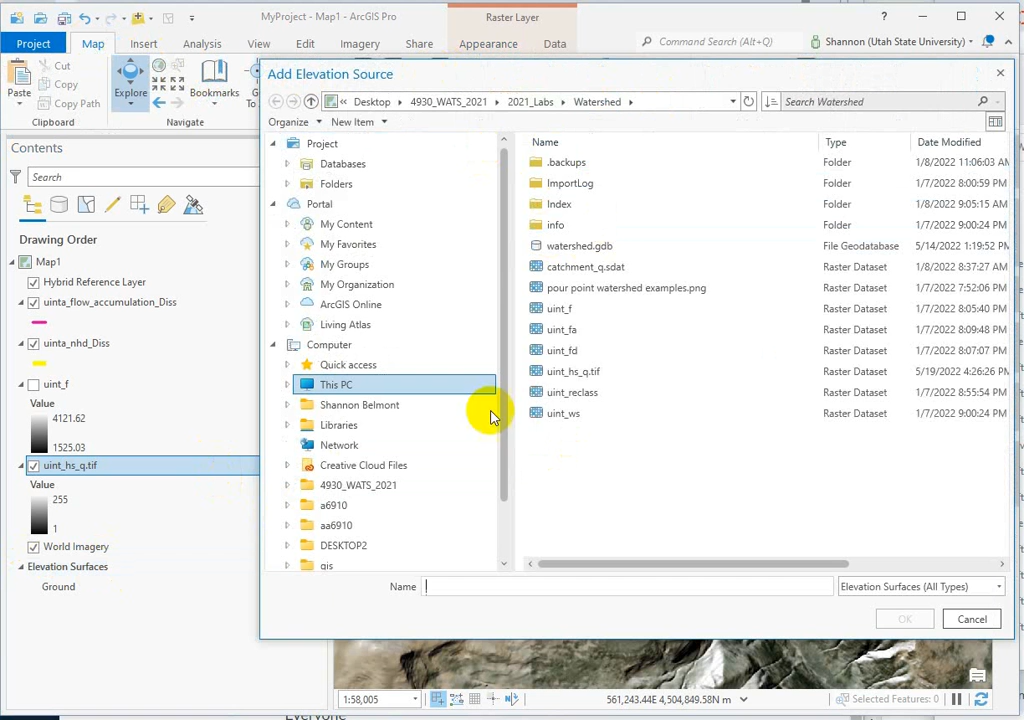 MyProject - Map1 - ArcGIS Pro
Raster Layer
Project
Map
Insert
Analysis
View
Edit
Imagery
Share
Appearance
Data
Command Search (Alt+Q)
Shannon (Utah State University)
Paste
Cut
Copy
Copy Path
Clipboard
Explore
Bookmarks
Go
To
Navigate
Contents
Search
Drawing Order
Map1
Hybrid Reference Layer
uinta_flow_accumulation_Diss
uinta_nhd_Diss
uint_f
Value
4121.62
1525.03
uint_hs_q.tif
Value
255
1
World Imagery
Elevation Surfaces
Ground
Add Elevation Source
Desktop
4930_WATS_2021
2021_Labs
Watershed
Search Watershed
Organize
New Item
Project
Databases
Folders
Portal
My Content
My Favorites
My Groups
My Organization
ArcGIS Online
Living Atlas
Computer
Quick access
This PC
Shannon Belmont
Libraries
Network
Creative Cloud Files
4930_WATS_2021
a6910
aa6910
DESKTOP2
gis
Name Type Date Modified
.backups Folder 1/8/2022 11:06:03 AM
ImportLog Folder 1/7/2022 8:00:59 PM
Index Folder 1/8/2022 9:05:15 AM
info Folder 1/7/2022 9:00:24 PM
watershed.gdb File Geodatabase 5/14/2022 1:19:52 PM
catchment_q.sdat Raster Dataset 1/8/2022 8:37:27 AM
pour point watershed examples.png Raster Dataset 1/7/2022 7:52:06 PM
uint_f Raster Dataset 1/7/2022 8:05:40 PM
uint_fa Raster Dataset 1/7/2022 8:09:48 PM
uint_fd Raster Dataset 1/7/2022 8:07:07 PM
uint_hs_q.tif Raster Dataset 5/19/2022 4:26:26 PM
uint_reclass Raster Dataset 1/7/2022 8:55:54 PM
uint_ws Raster Dataset 1/7/2022 9:00:24 PM
Name
Elevation Surfaces (All Types)
OK
Cancel
1:58,005
561,243.44E 4,504,849.58N m
Selected Features: 0
Everyone